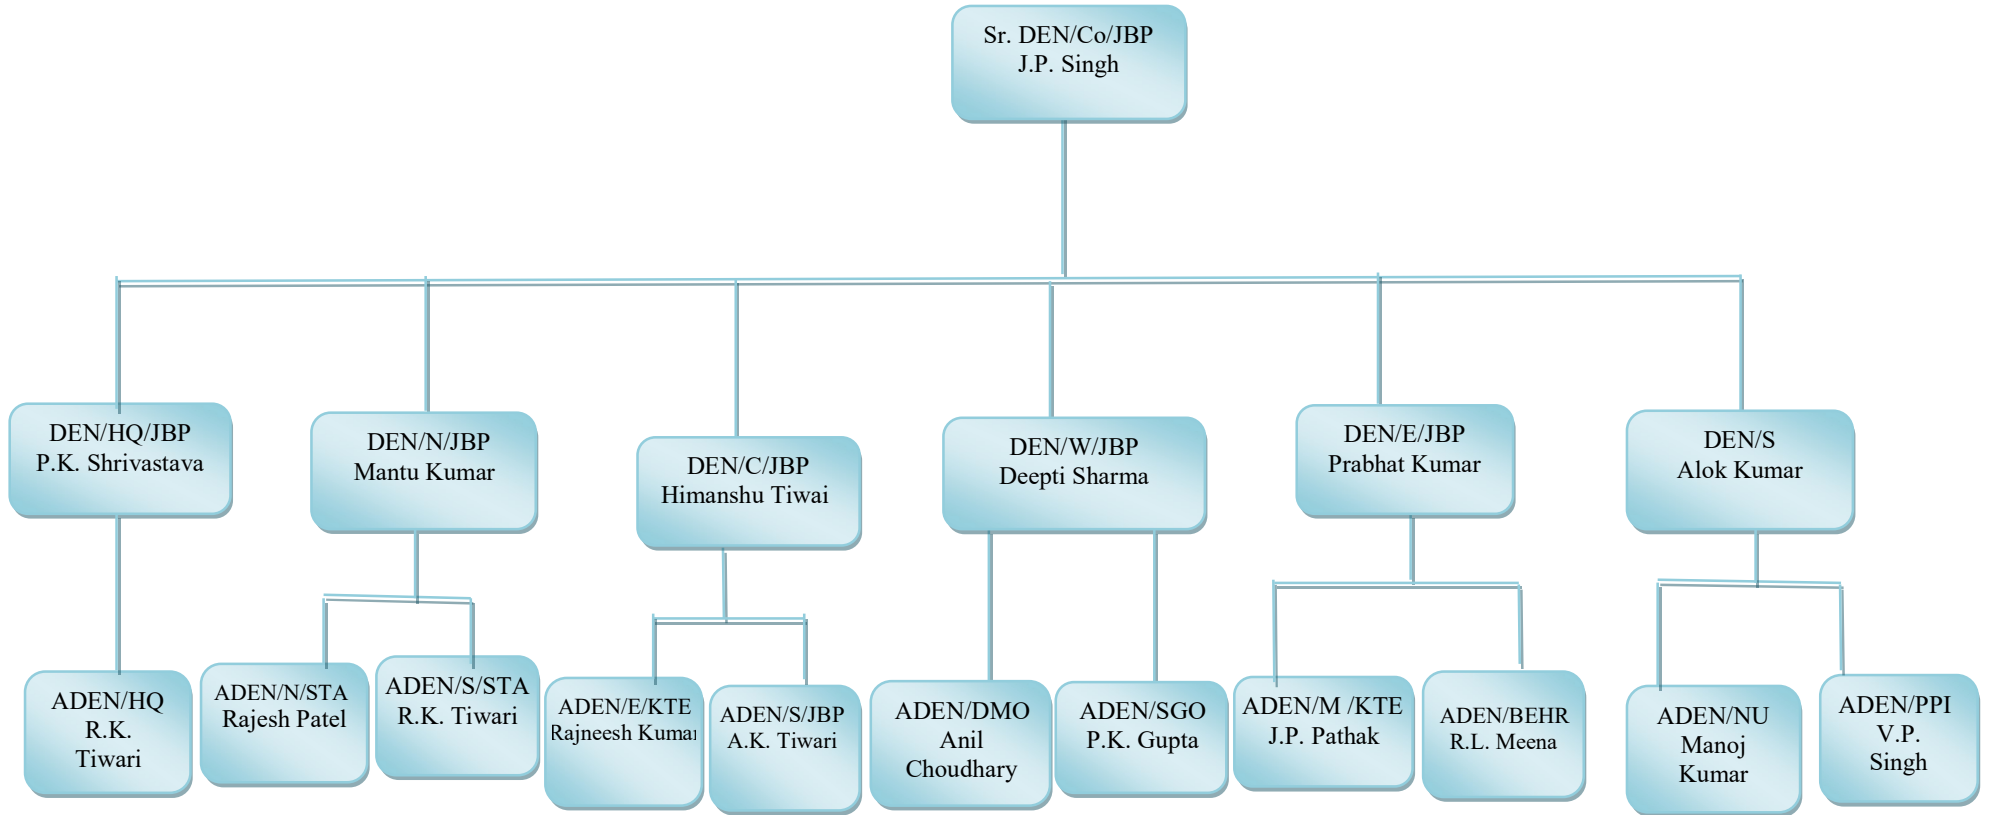 Sr. DEN/Co/JBP
J.P. Singh
DEN/HQ/JBP
P.K. Shrivastava
DEN/N/JBP
Mantu Kumar
DEN/C/JBP
Himanshu Tiwai
DEN/W/JBP
Deepti Sharma
DEN/E/JBP
Prabhat Kumar
DEN/S
Alok Kumar
ADEN/HQ
R.K.
Tiwari
ADEN/N/STA
Rajesh Patel
ADEN/S/STA
R.K. Tiwari
ADEN/E/KTE
Rajneesh Kumar
ADEN/S/JBP
A.K. Tiwari
ADEN/DMO
Anil
Choudhary
ADEN/SGO
P.K. Gupta
ADEN/M /KTE
J.P. Pathak
ADEN/BEHR
R.L. Meena
ADEN/NU
Manoj
Kumar
ADEN/PPI
V.P.
Singh